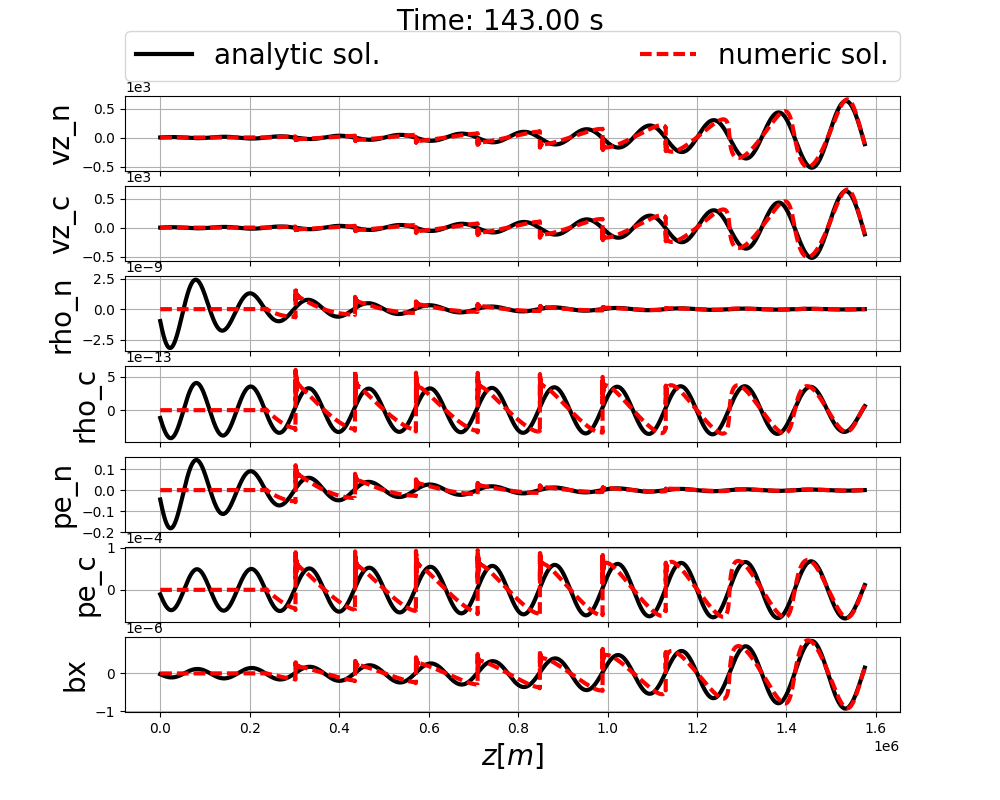 Time: 143.00 s
analytic sol. numeric sol.
1e3
vz_n
0.5
0.0
−0.5
1e3
vz_c
0.5
0.0
−0.5
1e−9
rho_n
2.5
0.0
−2.5
1e−13
rho_c
5
0
pe_n
0.1
0.0
−0.1
−0.2
1e−4
pe_c
1
0
1e−6
bx
0
−1
0.0 0.2 0.4 0.6 0.8 1.0 1.2 1.4 1.6
1e6
z[m]